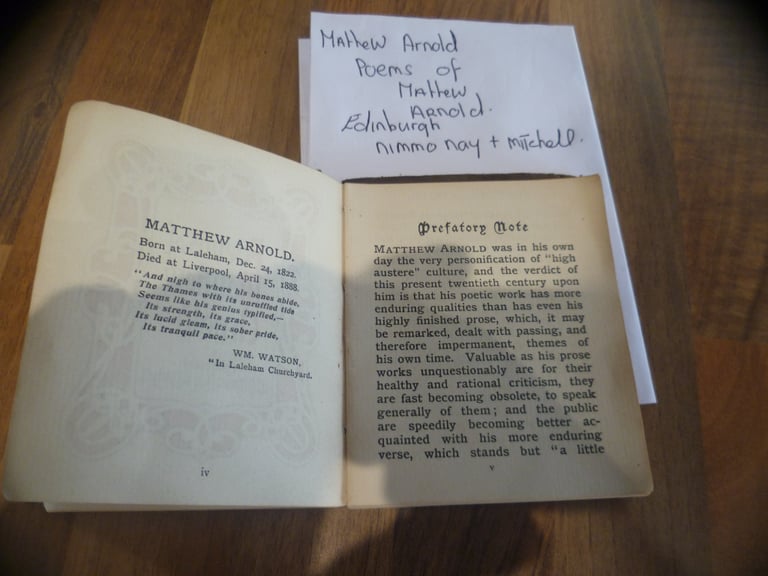 Mathew Arnold
Poems of
Mathew
Arnold.
Edinburgh
nimmo nay + mitchell.
MATTHEW ARNOLD.
Born at Laleham, Dec. 24, 1822.
Died at Liverpool, April 15, 1888.
"And nigh to where his bones abide,
The Thames with its unruffled tide
Seems like his genius typified,—
Its strength, its grace,
Its lucid gleam, its sober pride,
Its tranquil pace."
WM. WATSON,
"In Laleham Churchyard.
iv
Prefatory Note
MATTHEW ARNOLD was in his own
day the very personification of "high
austere" culture, and the verdict of
this present twentieth century upon
him is that his poetic work has more
enduring qualities than has even his
highly finished prose, which, it may
be remarked, dealt with passing, and
therefore impermanent, themes of
his own time. Valuable as his prose
works unquestionably are for their
healthy and rational criticism, they
are fast becoming obsolete, to speak
generally of them; and the public
are speedily becoming better ac-
quainted with his more enduring
verse, which stands but "a little
v